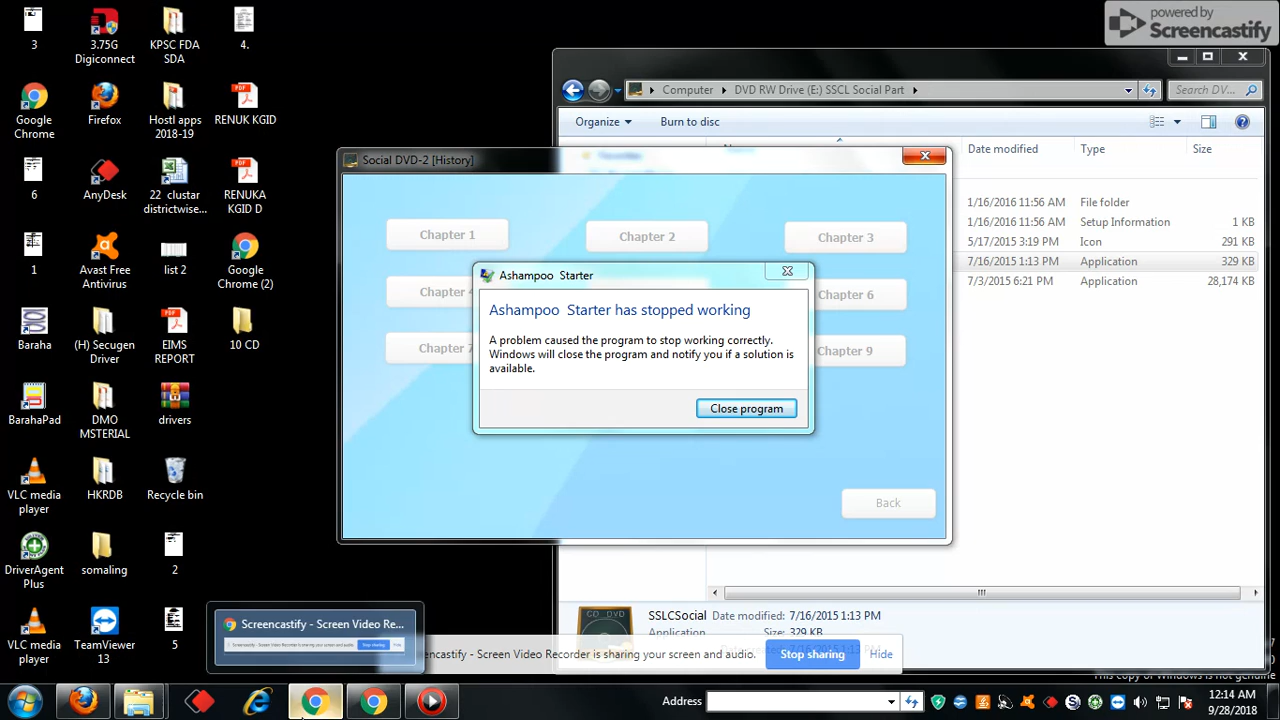 powered by
Screencastify
3
3.75G
Digiconnect
KPSC FDA
SDA
4.
Google
Chrome
Firefox
Hostl apps
2018-19
RENUK KGID
6
AnyDesk
22 clustar
districtwise...
RENUKA
KGID D
1
Avast Free
Antivirus
list 2
Google
Chrome (2)
Baraha
(H) Secugen
Driver
EIMS
REPORT
10 CD
BarahaPad
DMO
MSTERIAL
drivers
VLC media
player
HKRDB
Recycle bin
DriverAgent
Plus
somaling
2
VLC media
player
TeamViewer
13
5
Computer
DVD RW Drive (E:) SSCL Social Part
Search DV...
Organize
Burn to disc
Date modified
Type
Size
1/16/2016 11:56 AM File folder
1/16/2016 11:56 AM Setup Information 1 KB
5/17/2015 3:19 PM Icon 291 KB
7/16/2015 1:13 PM Application 329 KB
7/3/2015 6:21 PM Application 28,174 KB
Social DVD-2 [History]
Chapter 1
Chapter 2
Chapter 3
Chapter
Chapter 6
Chapter 7
Chapter 9
Back
Ashampoo Starter
Ashampoo Starter has stopped working
A problem caused the program to stop working correctly.
Windows will close the program and notify you if a solution is
available.
Close program
GO DVD
SSLCSocial Date modified: 7/16/2015 1:13 PM
Application Size: 329 KB
Screencastify - Screen Video Re...
Stop sharing
Hide
encastify - Screen Video Recorder is sharing your screen and audio.
Stop sharing
Hide
This copy of Windows is not genuine
Address
12:14 AM
9/28/2018